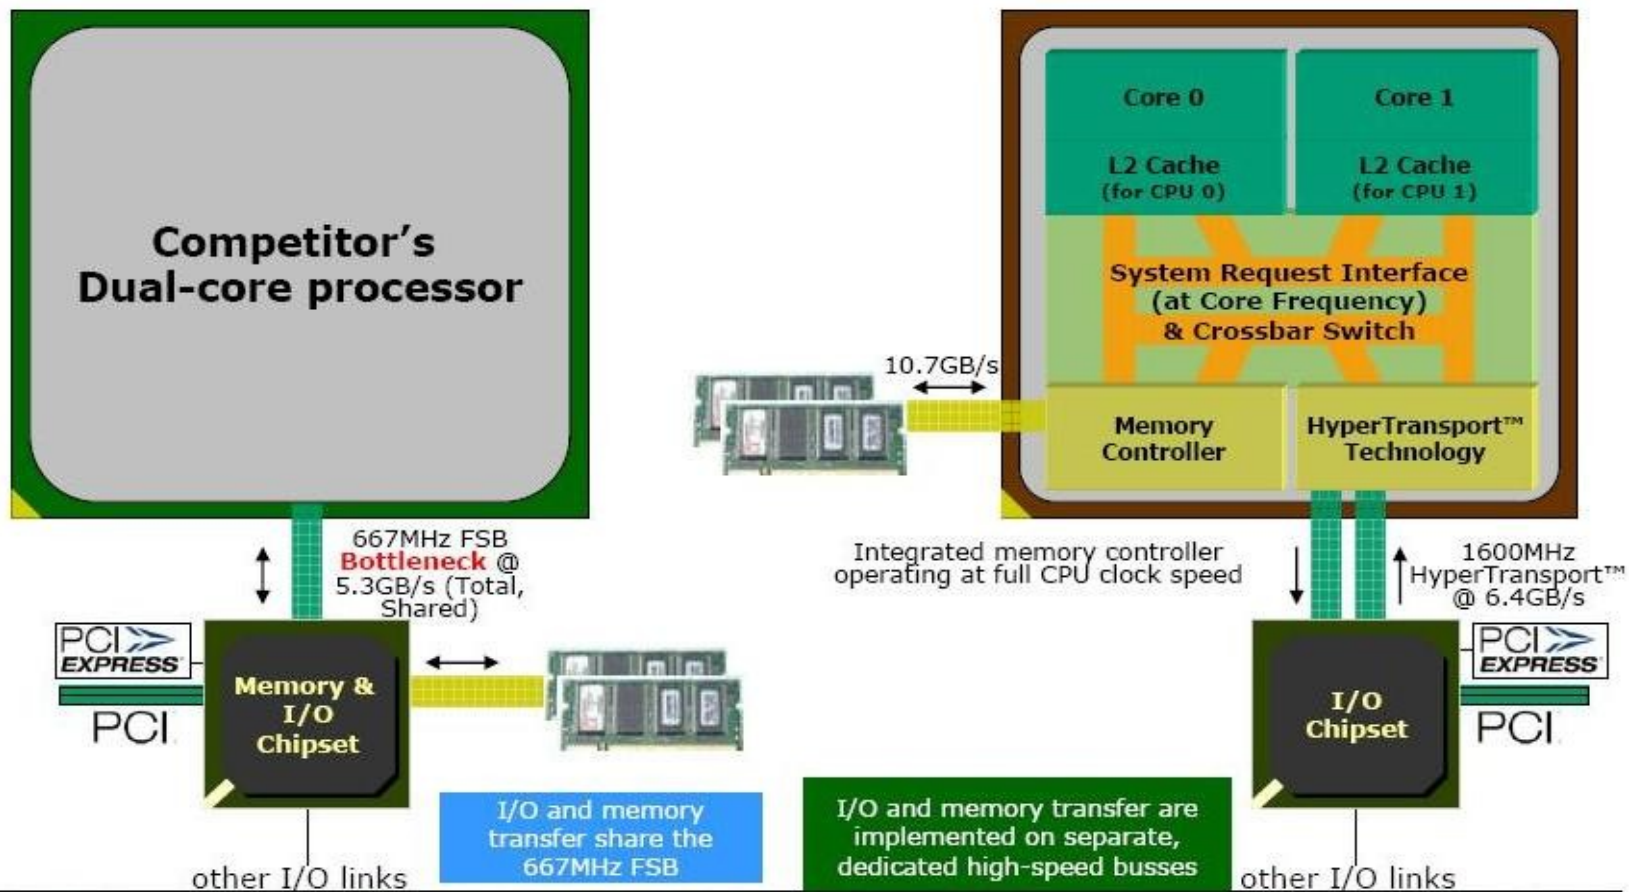 Competitor's
Dual-core processor
667MHz FSB
Bottleneck @
5.3GB/s (Total,
Shared)
PCI
EXPRESS
PCI
Memory &
I/O
Chipset
other I/O links
I/O and memory
transfer share the
667MHz FSB
Core 0
L2 Cache
(for CPU 0)
Core 1
L2 Cache
(for CPU 1)
System Request Interface
(at Core Frequency)
& Crossbar Switch
10.7GB/s
Memory
Controller
HyperTransport™
Technology
Integrated memory controller
operating at full CPU clock speed
1600MHz
HyperTransport™
@ 6.4GB/s
PCI
EXPRESS
PCI
I/O
Chipset
I/O and memory transfer are
implemented on separate,
dedicated high-speed busses
other I/O links